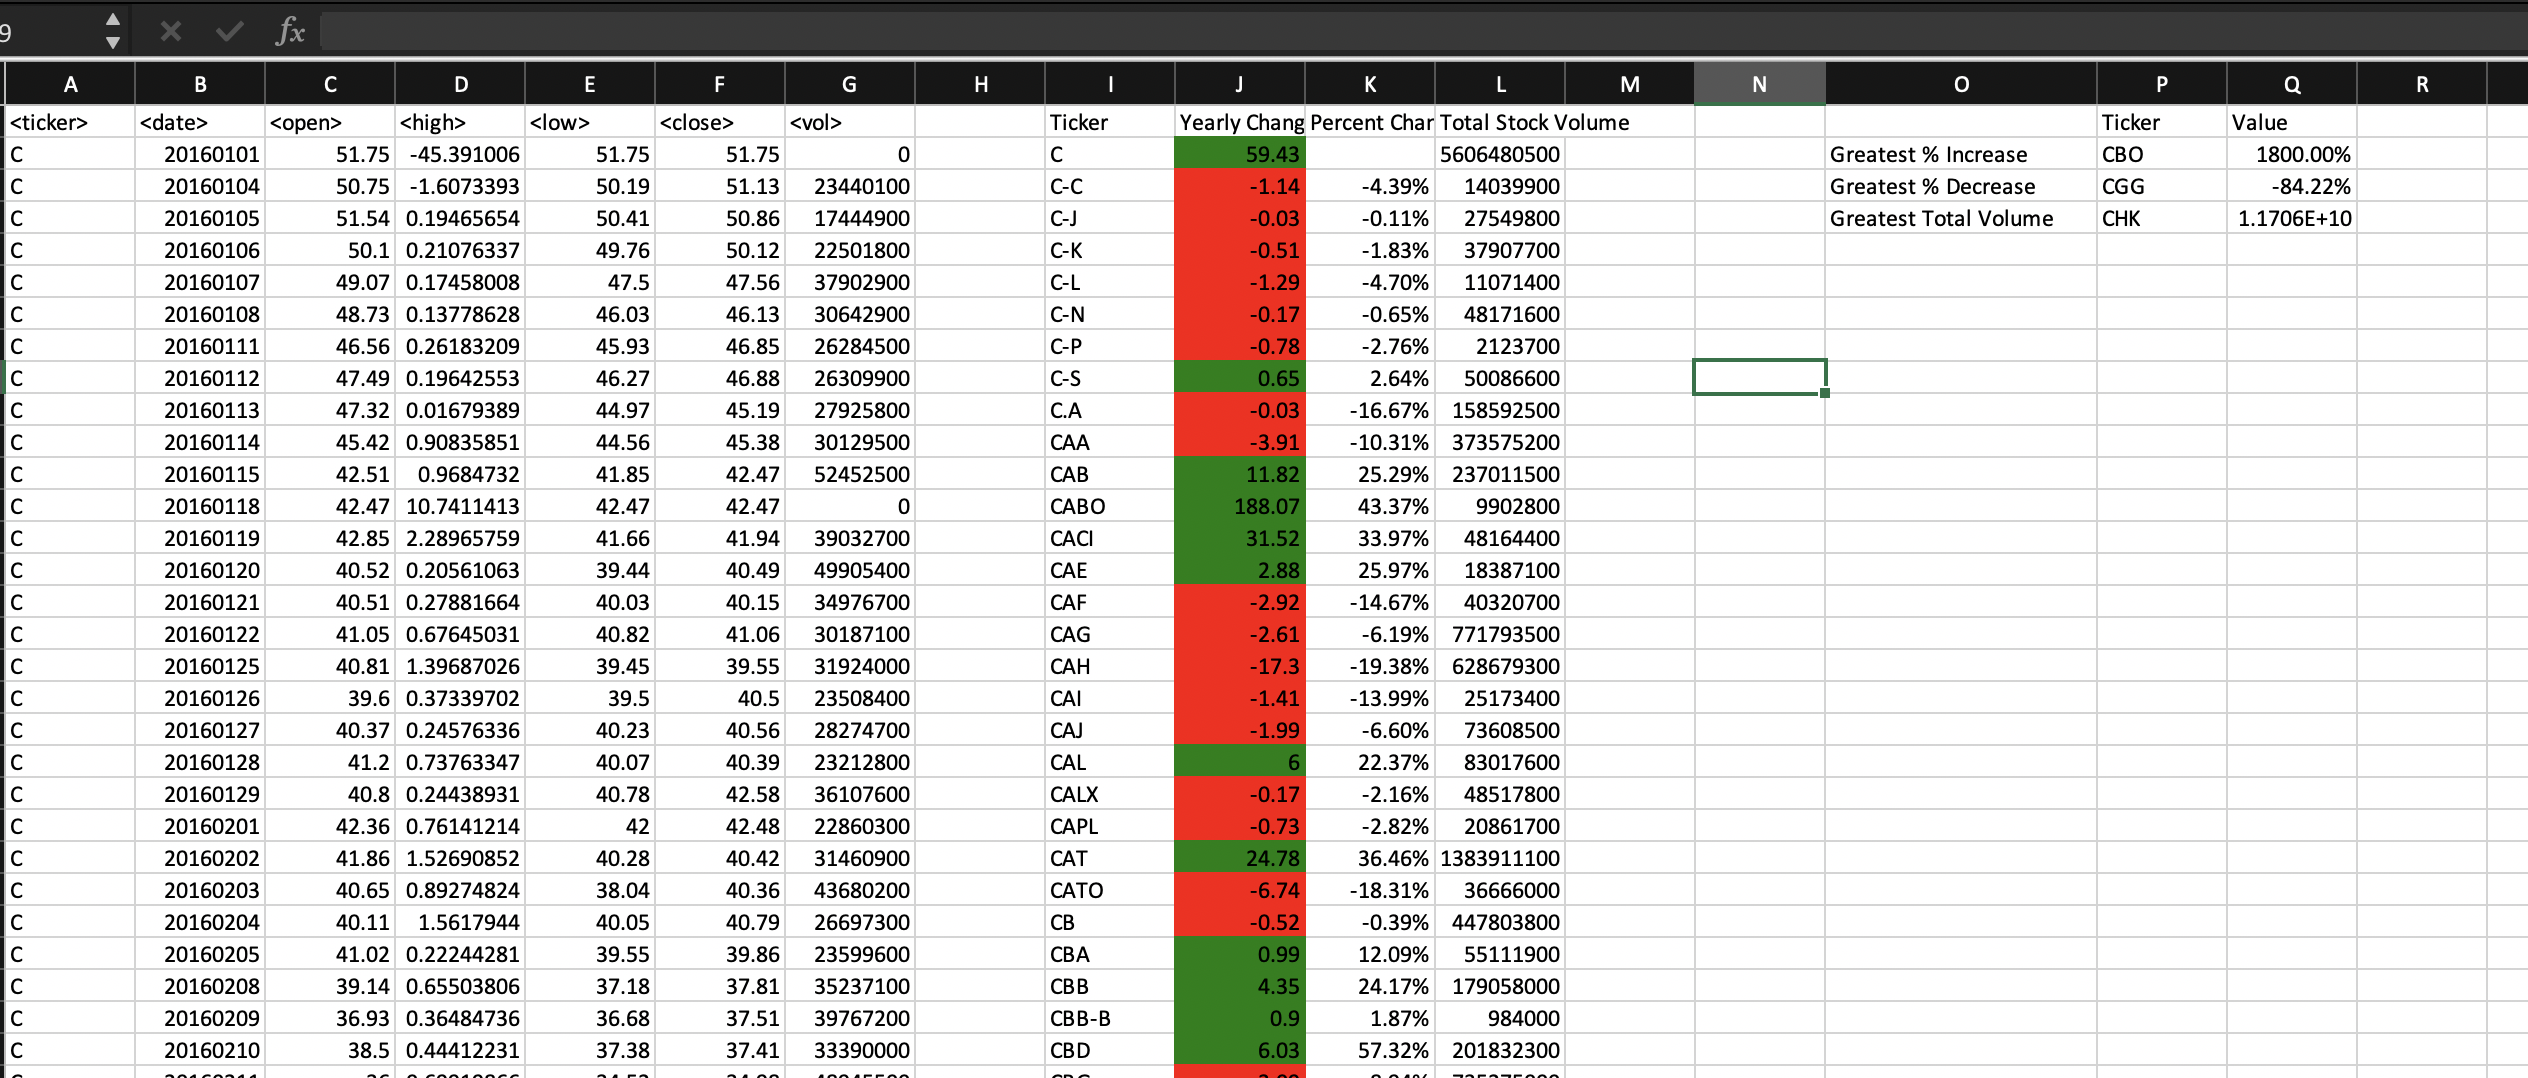 9 fx
A B C D E F G H I J K L M N O P Q R
<ticker> <date> <open> <high> <low> <close> <vol> Ticker Yearly Chang Percent Char Total Stock Volume Ticker Value
C 20160101 51.75 -45.391006 51.75 51.75 0 C 59.43 5606480500 Greatest % Increase CBO 1800.00%
C 20160104 50.75 -1.6073393 50.19 51.13 23440100 C-C -1.14 -4.39% 14039900 Greatest % Decrease CGG -84.22%
C 20160105 51.54 0.19465654 50.41 50.86 17444900 C-J -0.03 -0.11% 27549800 Greatest Total Volume CHK 1.1706E+10
C 20160106 50.1 0.21076337 49.76 50.12 22501800 C-K -0.51 -1.83% 37907700
C 20160107 49.07 0.17458008 47.5 47.56 37902900 C-L -1.29 -4.70% 11071400
C 20160108 48.73 0.13778628 46.03 46.13 30642900 C-N -0.17 -0.65% 48171600
C 20160111 46.56 0.26183209 45.93 46.85 26284500 C-P -0.78 -2.76% 2123700
C 20160112 47.49 0.19642553 46.27 46.88 26309900 C-S 0.65 2.64% 50086600
C 20160113 47.32 0.01679389 44.97 45.19 27925800 C.A -0.03 -16.67% 158592500
C 20160114 45.42 0.90835851 44.56 45.38 30129500 CAA -3.91 -10.31% 373575200
C 20160115 42.51 0.9684732 41.85 42.47 52452500 CAB 11.82 25.29% 237011500
C 20160118 42.47 10.7411413 42.47 42.47 0 CABO 188.07 43.37% 9902800
C 20160119 42.85 2.28965759 41.66 41.94 39032700 CACI 31.52 33.97% 48164400
C 20160120 40.52 0.20561063 39.44 40.49 49905400 CAE 2.88 25.97% 18387100
C 20160121 40.51 0.27881664 40.03 40.15 34976700 CAF -2.92 -14.67% 40320700
C 20160122 41.05 0.67645031 40.82 41.06 30187100 CAG -2.61 -6.19% 771793500
C 20160125 40.81 1.39687026 39.45 39.55 31924000 CAH -17.3 -19.38% 628679300
C 20160126 39.6 0.37339702 39.5 40.5 23508400 CAI -1.41 -13.99% 25173400
C 20160127 40.37 0.24576336 40.23 40.56 28274700 CAJ -1.99 -6.60% 73608500
C 20160128 41.2 0.73763347 40.07 40.39 23212800 CAL 6 22.37% 83017600
C 20160129 40.8 0.24438931 40.78 42.58 36107600 CALX -0.17 -2.16% 48517800
C 20160201 42.36 0.76141214 42 42.48 22860300 CAPL -0.73 -2.82% 20861700
C 20160202 41.86 1.52690852 40.28 40.42 31460900 CAT 24.78 36.46% 1383911100
C 20160203 40.65 0.89274824 38.04 40.36 43680200 CATO -6.74 -18.31% 36666000
C 20160204 40.11 1.5617944 40.05 40.79 26697300 CB -0.52 -0.39% 447803800
C 20160205 41.02 0.22244281 39.55 39.86 23599600 CBA 0.99 12.09% 55111900
C 20160208 39.14 0.65503806 37.18 37.81 35237100 CBB 4.35 24.17% 179058000
C 20160209 36.93 0.36484736 36.68 37.51 39767200 CBB-B 0.9 1.87% 984000
C 20160210 38.5 0.44412231 37.38 37.41 33390000 CBD 6.03 57.32% 201832300